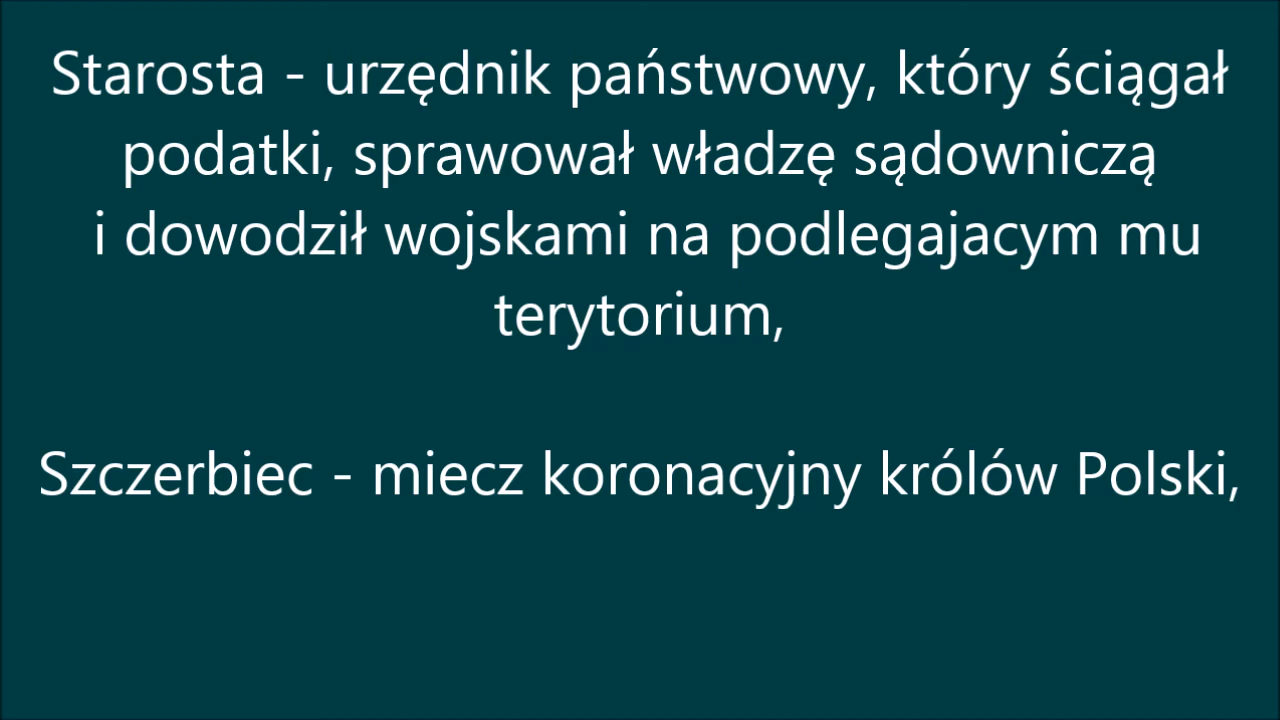 Starosta - urzędnik państwowy, który ściągał
podatki, sprawował władzę sądowniczą
i dowodził wojskami na podlegajacym mu
terytorium,
Szczerbiec - miecz koronacyjny królów Polski,